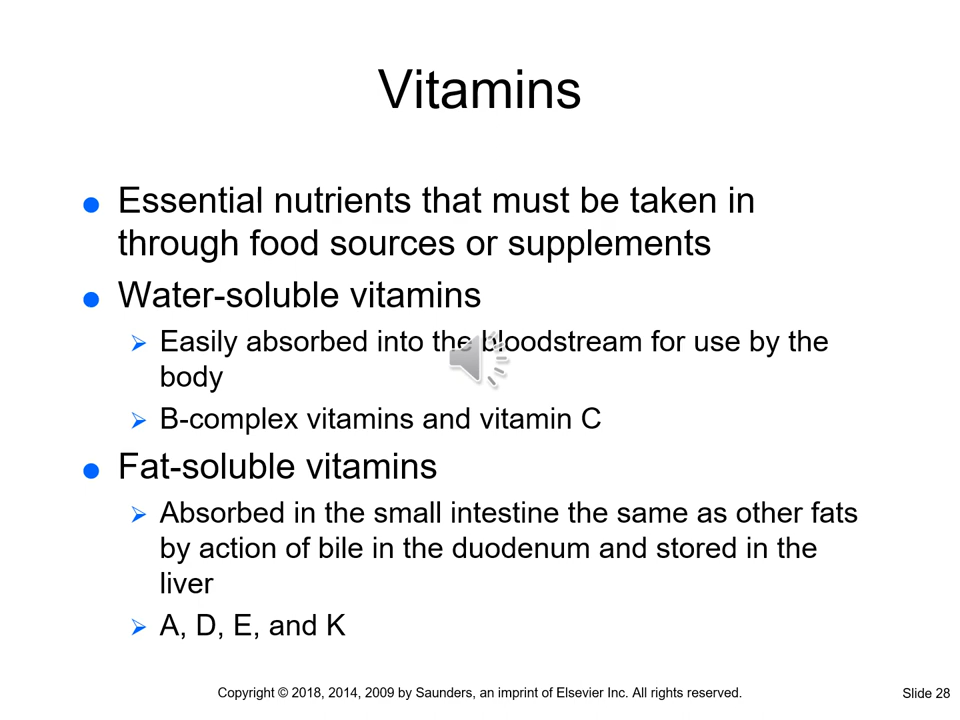 Vitamins
Essential nutrients that must be taken in
through food sources or supplements
Water-soluble vitamins
Easily absorbed into the bloodstream for use by the
body
B-complex vitamins and vitamin C
Fat-soluble vitamins
Absorbed in the small intestine the same as other fats
by action of bile in the duodenum and stored in the
liver
A, D, E, and K
Copyright © 2018, 2014, 2009 by Saunders, an imprint of Elsevier Inc. All rights reserved.
Slide 28